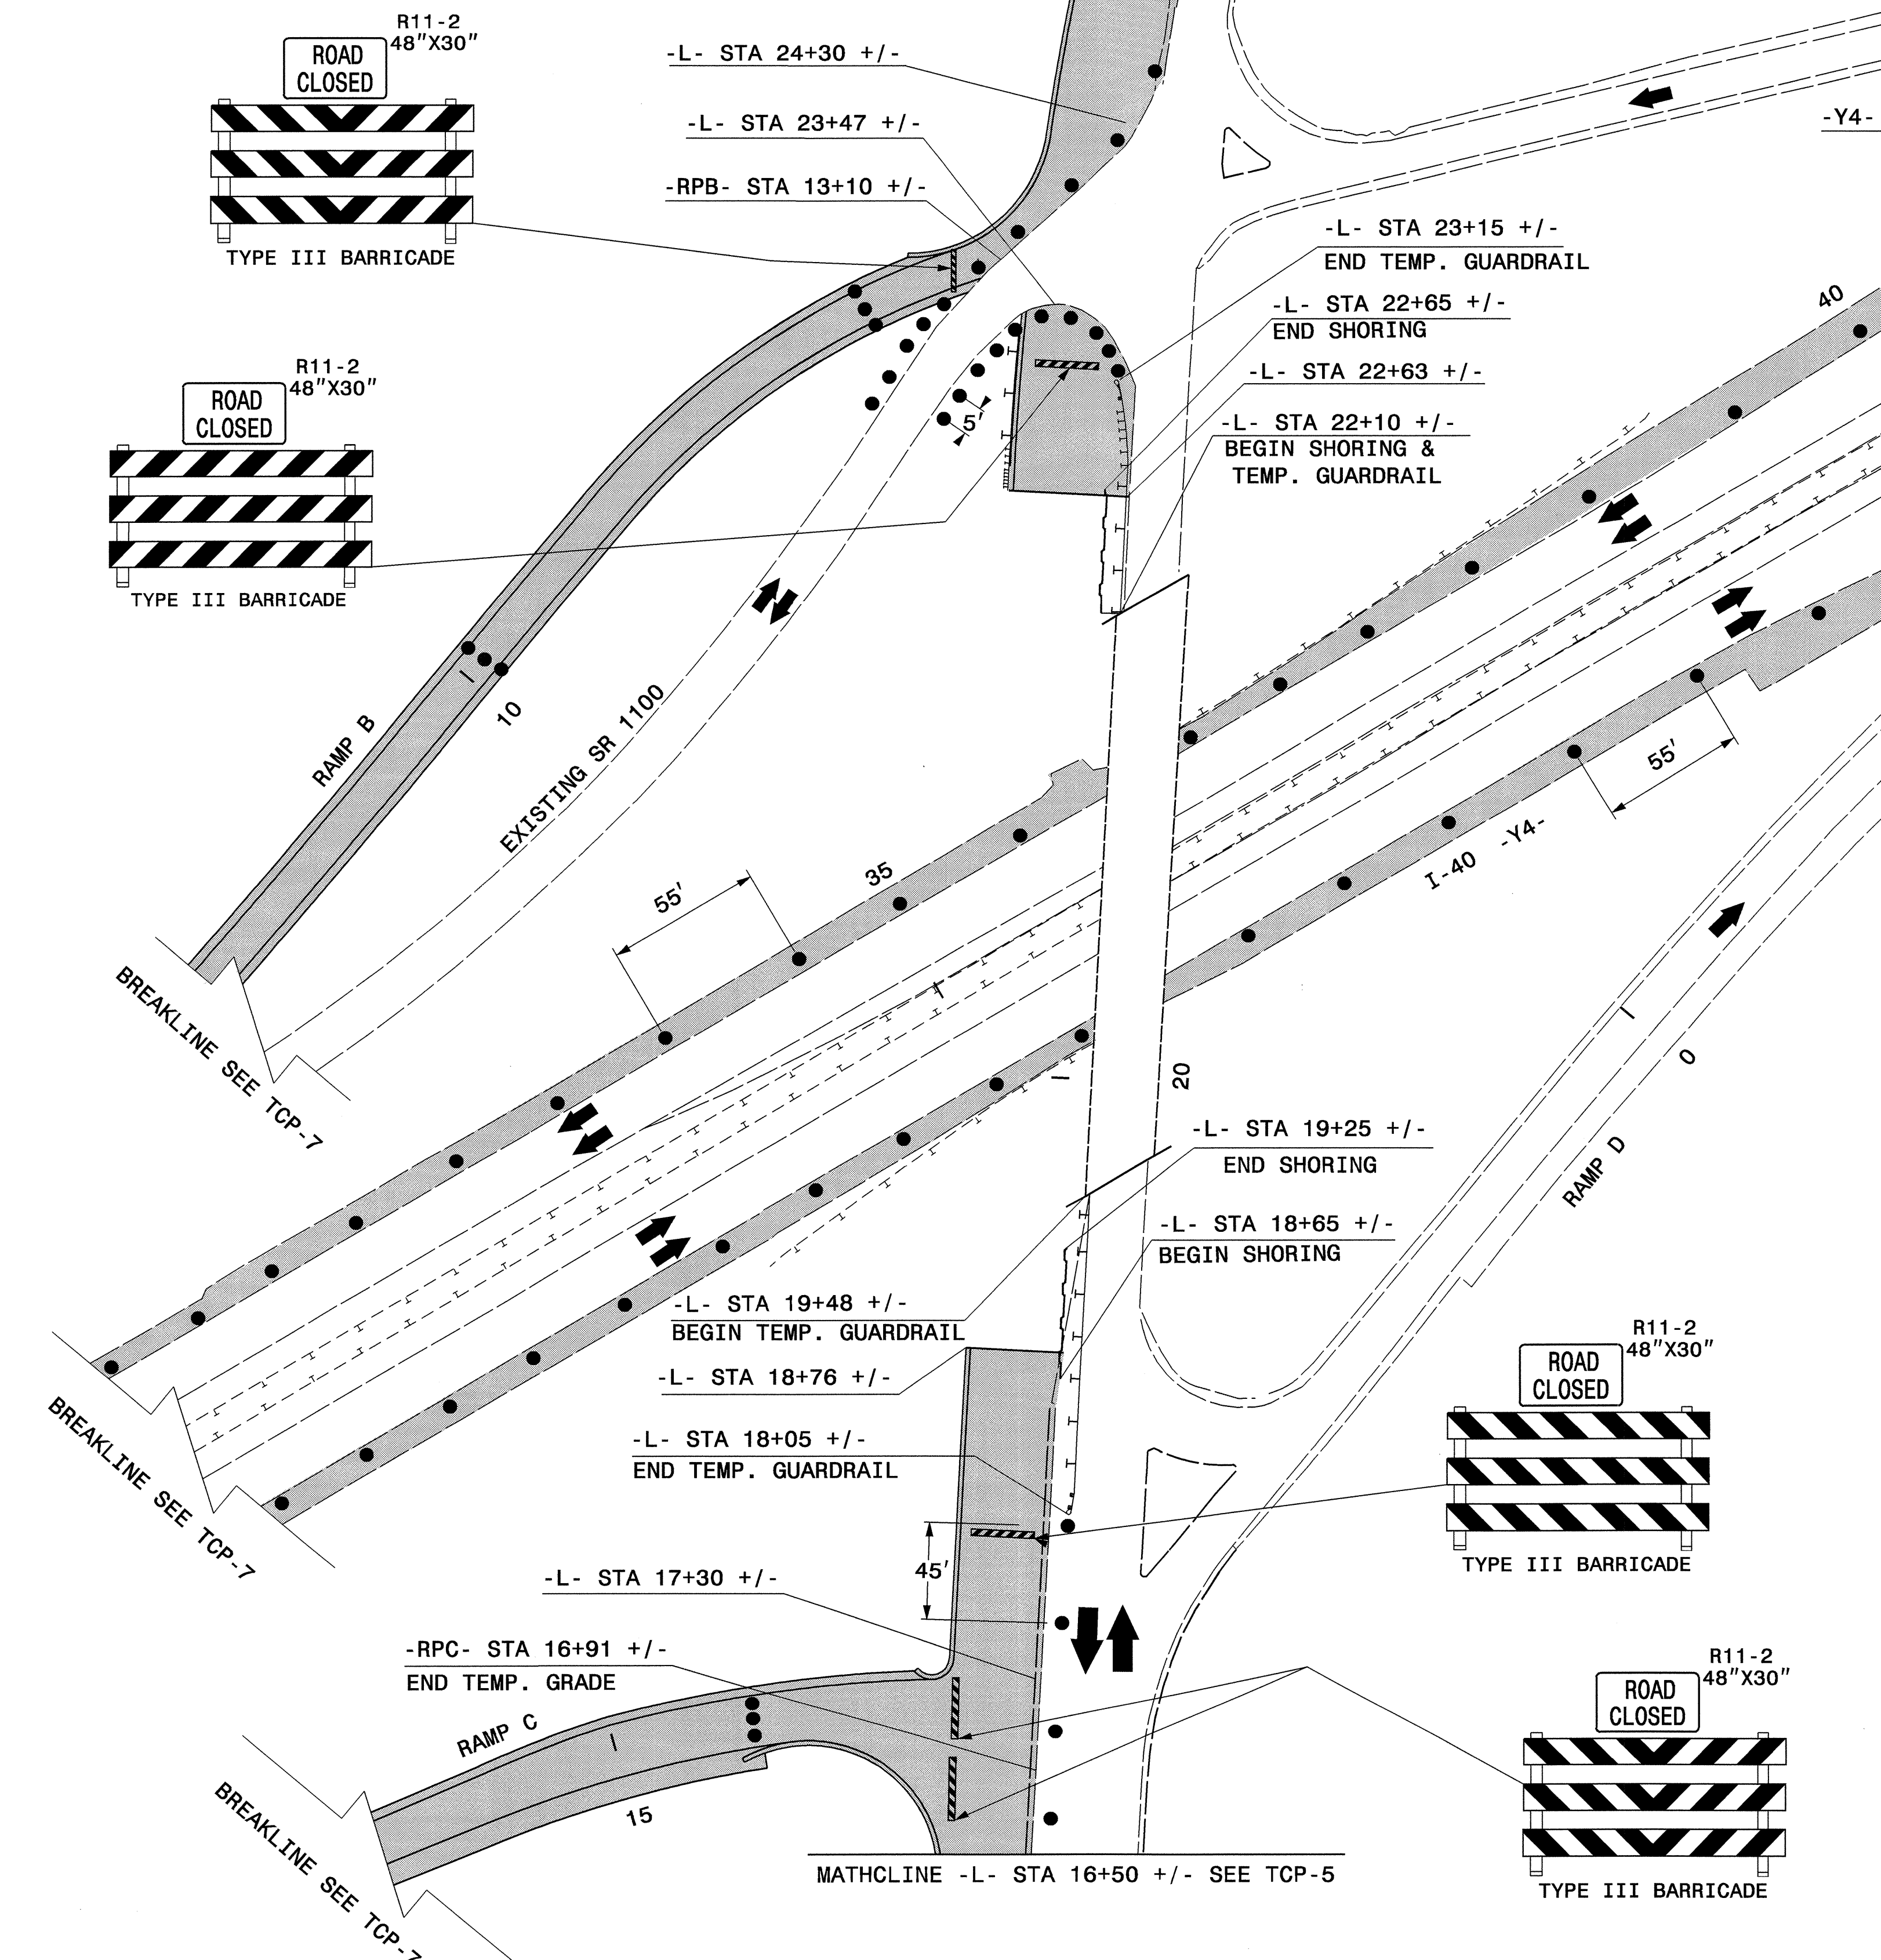 R11-2
48"X30"
ROAD
CLOSED
TYPE III BARRICADE
-L- STA 24+30 +/-
-L- STA 23+47 +/-
-RPB- STA 13+10 +/-
-Y4-
-L- STA 23+15 +/-
END TEMP. GUARDRAIL
-L- STA 22+65 +/-
END SHORING
-L- STA 22+63 +/-
-L- STA 22+10 +/-
BEGIN SHORING &
TEMP. GUARDRAIL
40
R11-2
48"X30"
ROAD
CLOSED
TYPE III BARRICADE
5'
10
RAMP B
EXISTING SR 1100
55'
35
55'
I-40 -Y4-
BREAKLINE SEE TCP-7
20
0
RAMP D
-L- STA 19+25 +/-
END SHORING
-L- STA 18+65 +/-
BEGIN SHORING
-L- STA 19+48 +/-
BEGIN TEMP. GUARDRAIL
-L- STA 18+76 +/-
-L- STA 18+05 +/-
END TEMP. GUARDRAIL
BREAKLINE SEE TCP-7
R11-2
48"X30"
ROAD
CLOSED
TYPE III BARRICADE
45'
-L- STA 17+30 +/-
-RPC- STA 16+91 +/-
END TEMP. GRADE
RAMP C
15
BREAKLINE SEE TCP-7
R11-2
48"X30"
ROAD
CLOSED
TYPE III BARRICADE
MATHCLINE -L- STA 16+50 +/- SEE TCP-5